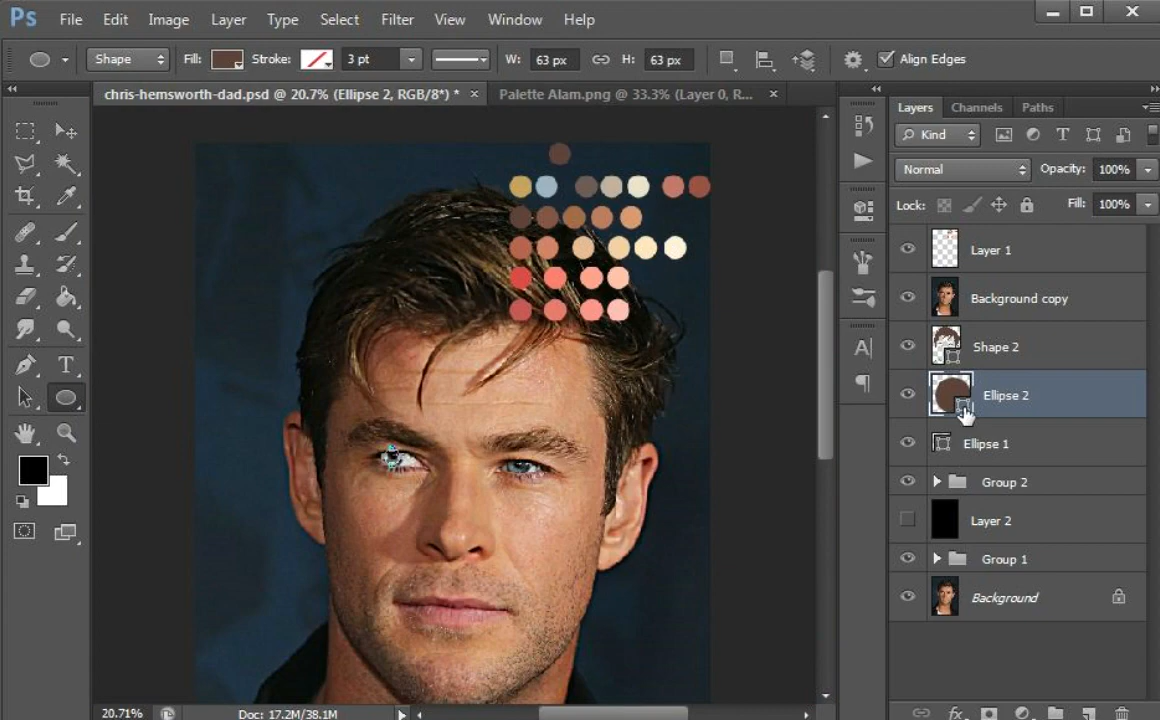 Ps File Edit Image Layer Type Select Filter View Window Help
Shape Fill: Stroke: 3 pt W: 63 px H: 63 px Align Edges
chris-hemsworth-dad.psd @ 20.7% (Ellipse 2, RGB/8*) * × Palette Alam.png @ 33.3% (Layer 0, R... ×
Layers Channels Paths
Kind T
Normal Opacity: 100%
Lock: Fill: 100%
Layer 1
Background copy
Shape 2
Ellipse 2
Ellipse 1
Group 2
Layer 2
Group 1
Background
T
A
20.71% Doc: 17.2M/38.1M
fx